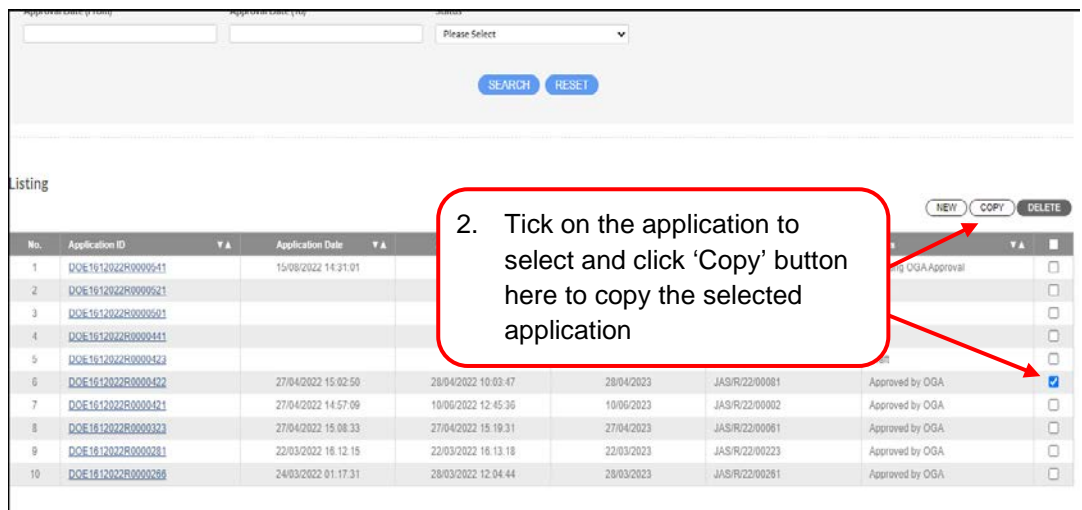 Approval Date (From) Approval Date (To) Status
Please Select
SEARCH RESET
Listing
NEW COPY DELETE
2. Tick on the application to
select and click ‘Copy’ button
here to copy the selected
application
No. Application ID ▼▲ Application Date ▼▲ ▼▲
1 DOE1612022R0000541 15/08/2022 14:31:01 OGA Approval
2 DOE1612022R0000521
3 DOE1612022R0000501
4 DOE1612022R0000441
5 DOE1612022R0000423
6 DOE1612022R0000422 27/04/2022 15:02:50 28/04/2022 10:03:47 28/04/2023 JAS/R/22/00081 Approved by OGA
7 DOE1612022R0000421 27/04/2022 14:57:09 10/06/2022 12:45:36 10/06/2023 JAS/R/22/00002 Approved by OGA
8 DOE1612022R0000323 27/04/2022 15:08:33 27/04/2022 15:19:31 27/04/2023 JAS/R/22/00061 Approved by OGA
9 DOE1612022R0000281 22/03/2022 16:12:15 22/03/2022 16:13:18 22/03/2023 JAS/R/22/00223 Approved by OGA
10 DOE1612022R0000266 24/03/2022 01:17:31 28/03/2022 12:04:44 28/03/2023 JAS/R/22/00261 Approved by OGA